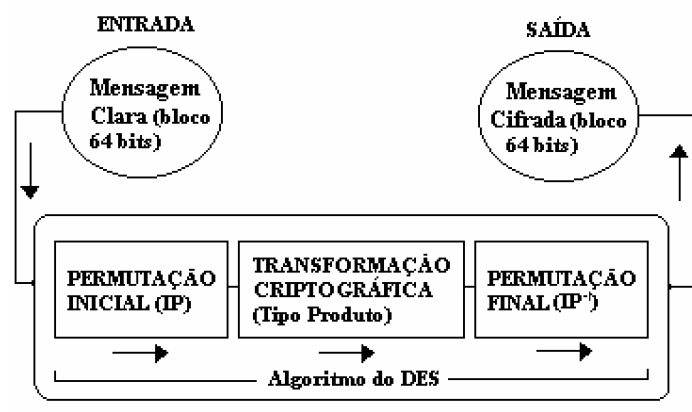 ENTRADA
Mensagem
Clara (bloco
64 bits)
SAÍDA
Mensagem
Cifrada (bloco
64 bits)
PERMUTAÇÃO
INICIAL (IP)
TRANSFORMAÇÃO
CRIPTOGRÁFICA
(Tipo Produto)
PERMUTAÇÃO
FINAL (IP⁻¹)
Algoritmo do DES